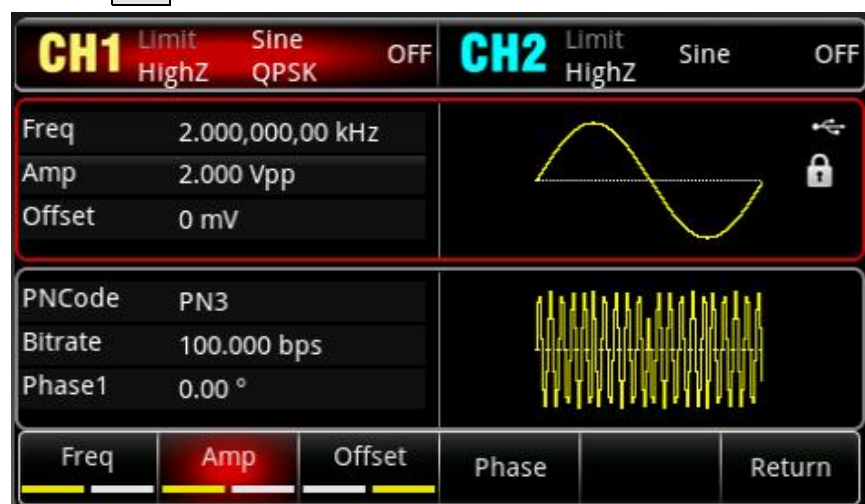 CH1 Limit Sine OFF CH2 Limit Sine OFF
HighZ QPSK HighZ
Freq 2.000,000,00 kHz
Amp 2.000 Vpp
Offset 0 mV
PNCode PN3
Bitrate 100.000 bps
Phase1 0.00 °
Freq Amp Offset Phase Return